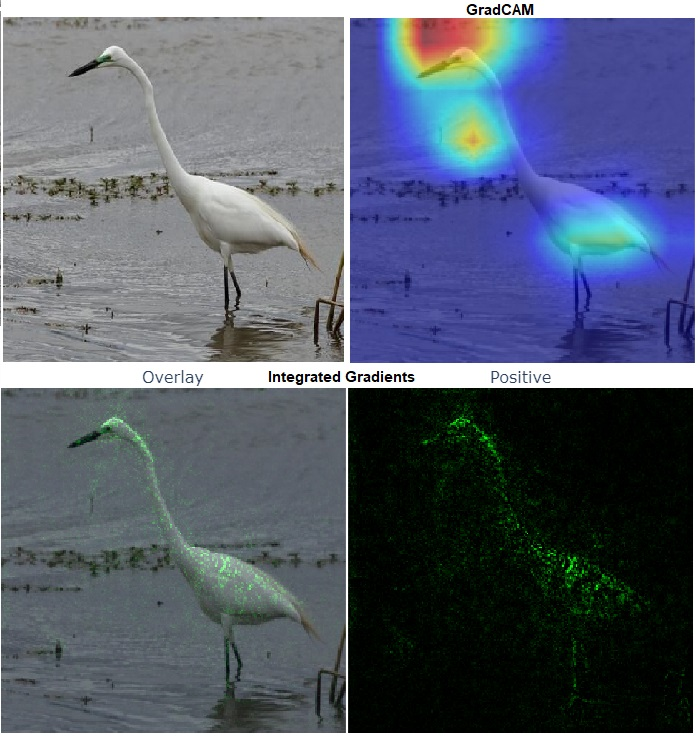 GradCAM
Overlay
Integrated Gradients
Positive